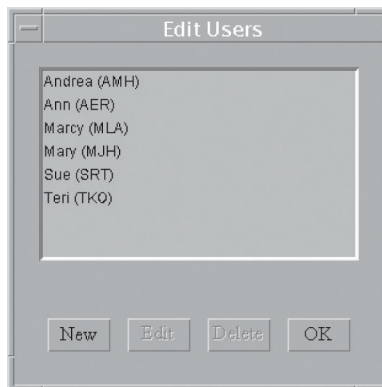 Edit Users
Andrea (AMH)
Ann (AER)
Marcy (MLA)
Mary (MJH)
Sue (SRT)
Teri (TKO)
New Edit Delete OK